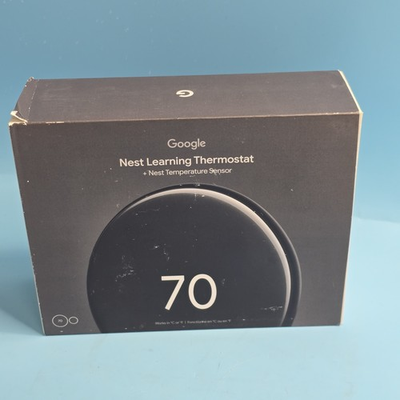 G
Google
Nest Learning Thermostat
+ Nest Temperature Sensor
70